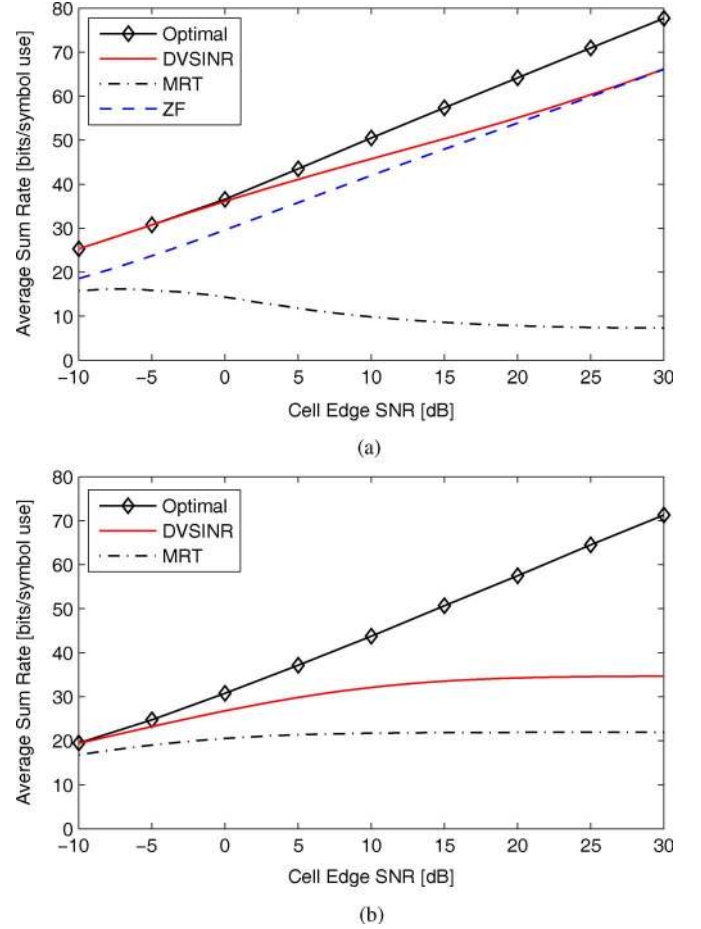 80
70
60
50
40
30
20
10
0
Average Sum Rate [bits/symbol use]
Optimal
DVSINR
MRT
ZF
−10 −5 0 5 10 15 20 25 30
Cell Edge SNR [dB]
(a)
80
70
60
50
40
30
20
10
0
Average Sum Rate [bits/symbol use]
Optimal
DVSINR
MRT
−10 −5 0 5 10 15 20 25 30
Cell Edge SNR [dB]
(b)